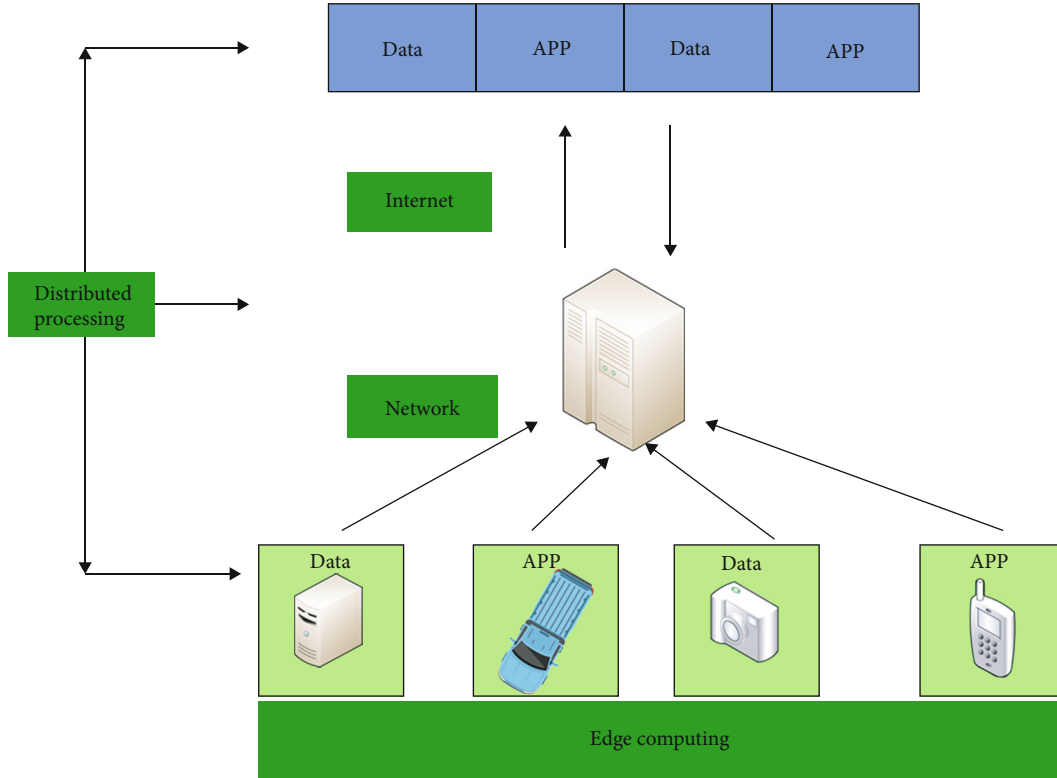 Data APP Data APP
Internet
Distributed
processing
Network
Data APP Data APP
Edge computing